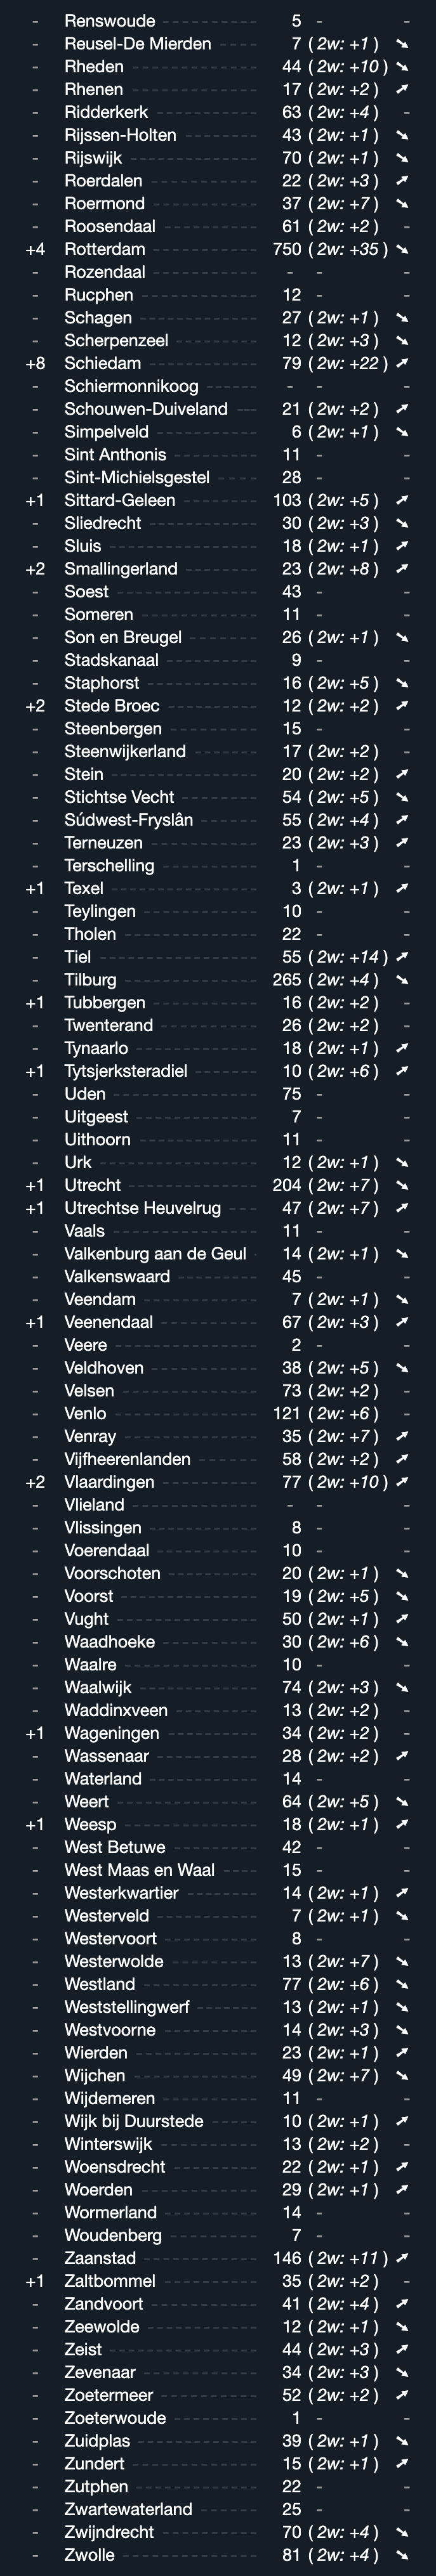 - Renswoude 5 - -
- Reusel-De Mierden 7 ( 2w: +1 ) ➘
- Rheden 44 ( 2w: +10 ) ➘
- Rhenen 17 ( 2w: +2 ) ➚
- Ridderkerk 63 ( 2w: +4 ) -
- Rijssen-Holten 43 ( 2w: +1 ) ➘
- Rijswijk 70 ( 2w: +1 ) ➘
- Roerdalen 22 ( 2w: +3 ) ➚
- Roermond 37 ( 2w: +7 ) ➘
- Roosendaal 61 ( 2w: +2 ) -
+4 Rotterdam 750 ( 2w: +35 ) ➘
- Rozendaal - - -
- Rucphen 12 - -
- Schagen 27 ( 2w: +1 ) ➘
- Scherpenzeel 12 ( 2w: +3 ) ➘
+8 Schiedam 79 ( 2w: +22 ) ➚
- Schiermonnikoog - - -
- Schouwen-Duiveland 21 ( 2w: +2 ) ➚
- Simpelveld 6 ( 2w: +1 ) ➘
- Sint Anthonis 11 - -
- Sint-Michielsgestel 28 - -
+1 Sittard-Geleen 103 ( 2w: +5 ) ➚
- Sliedrecht 30 ( 2w: +3 ) ➘
- Sluis 18 ( 2w: +1 ) ➚
+2 Smallingerland 23 ( 2w: +8 ) ➚
- Soest 43 - -
- Someren 11 - -
- Son en Breugel 26 ( 2w: +1 ) ➘
- Stadskanaal 9 - -
- Staphorst 16 ( 2w: +5 ) ➘
+2 Stede Broec 12 ( 2w: +2 ) ➚
- Steenbergen 15 - -
- Steenwijkerland 17 ( 2w: +2 ) -
- Stein 20 ( 2w: +2 ) ➚
- Stichtse Vecht 54 ( 2w: +5 ) ➘
- Súdwest-Fryslân 55 ( 2w: +4 ) ➚
- Terneuzen 23 ( 2w: +3 ) ➚
- Terschelling 1 - -
+1 Texel 3 ( 2w: +1 ) ➚
- Teylingen 10 - -
- Tholen 22 - -
- Tiel 55 ( 2w: +14 ) ➚
- Tilburg 265 ( 2w: +4 ) ➘
+1 Tubbergen 16 ( 2w: +2 ) -
- Twenterand 26 ( 2w: +2 ) -
- Tynaarlo 18 ( 2w: +1 ) ➚
+1 Tytsjerksteradiel 10 ( 2w: +6 ) ➚
- Uden 75 - -
- Uitgeest 7 - -
- Uithoorn 11 - -
- Urk 12 ( 2w: +1 ) ➘
+1 Utrecht 204 ( 2w: +7 ) ➘
+1 Utrechtse Heuvelrug 47 ( 2w: +7 ) ➚
- Vaals 11 - -
- Valkenburg aan de Geul 14 ( 2w: +1 ) ➘
- Valkenswaard 45 - -
- Veendam 7 ( 2w: +1 ) ➘
+1 Veenendaal 67 ( 2w: +3 ) ➚
- Veere 2 - -
- Veldhoven 38 ( 2w: +5 ) ➘
- Velsen 73 ( 2w: +2 ) -
- Venlo 121 ( 2w: +6 ) -
- Venray 35 ( 2w: +7 ) ➚
- Vijfheerenlanden 58 ( 2w: +2 ) ➚
+2 Vlaardingen 77 ( 2w: +10 ) ➚
- Vlieland - - -
- Vlissingen 8 - -
- Voerendaal 10 - -
- Voorschoten 20 ( 2w: +1 ) ➘
- Voorst 19 ( 2w: +5 ) ➘
- Vught 50 ( 2w: +1 ) ➚
- Waadhoeke 30 ( 2w: +6 ) ➘
- Waalre 10 - -
- Waalwijk 74 ( 2w: +3 ) ➘
- Waddinxveen 13 ( 2w: +2 ) -
+1 Wageningen 34 ( 2w: +2 ) -
- Wassenaar 28 ( 2w: +2 ) ➚
- Waterland 14 - -
- Weert 64 ( 2w: +5 ) ➘
+1 Weesp 18 ( 2w: +1 ) ➚
- West Betuwe 42 - -
- West Maas en Waal 15 - -
- Westerkwartier 14 ( 2w: +1 ) ➚
- Westerveld 7 ( 2w: +1 ) ➘
- Westervoort 8 - -
- Westerwolde 13 ( 2w: +7 ) ➘
- Westland 77 ( 2w: +6 ) ➘
- Weststellingwerf 13 ( 2w: +1 ) ➘
- Westvoorne 14 ( 2w: +3 ) ➘
- Wierden 23 ( 2w: +1 ) ➚
- Wijchen 49 ( 2w: +7 ) ➘
- Wijdemeren 11 - -
- Wijk bij Duurstede 10 ( 2w: +1 ) ➚
- Winterswijk 13 ( 2w: +2 ) -
- Woensdrecht 22 ( 2w: +1 ) ➚
- Woerden 29 ( 2w: +1 ) ➚
- Wormerland 14 - -
- Woudenberg 7 - -
- Zaanstad 146 ( 2w: +11 ) ➚
+1 Zaltbommel 35 ( 2w: +2 ) -
- Zandvoort 41 ( 2w: +4 ) ➚
- Zeewolde 12 ( 2w: +1 ) ➘
- Zeist 44 ( 2w: +3 ) ➚
- Zevenaar 34 ( 2w: +3 ) ➘
- Zoetermeer 52 ( 2w: +2 ) ➚
- Zoeterwoude 1 - -
- Zuidplas 39 ( 2w: +1 ) ➘
- Zundert 15 ( 2w: +1 ) ➚
- Zutphen 22 - -
- Zwartewaterland 25 - -
- Zwijndrecht 70 ( 2w: +4 ) ➘
- Zwolle 81 ( 2w: +4 ) ➘